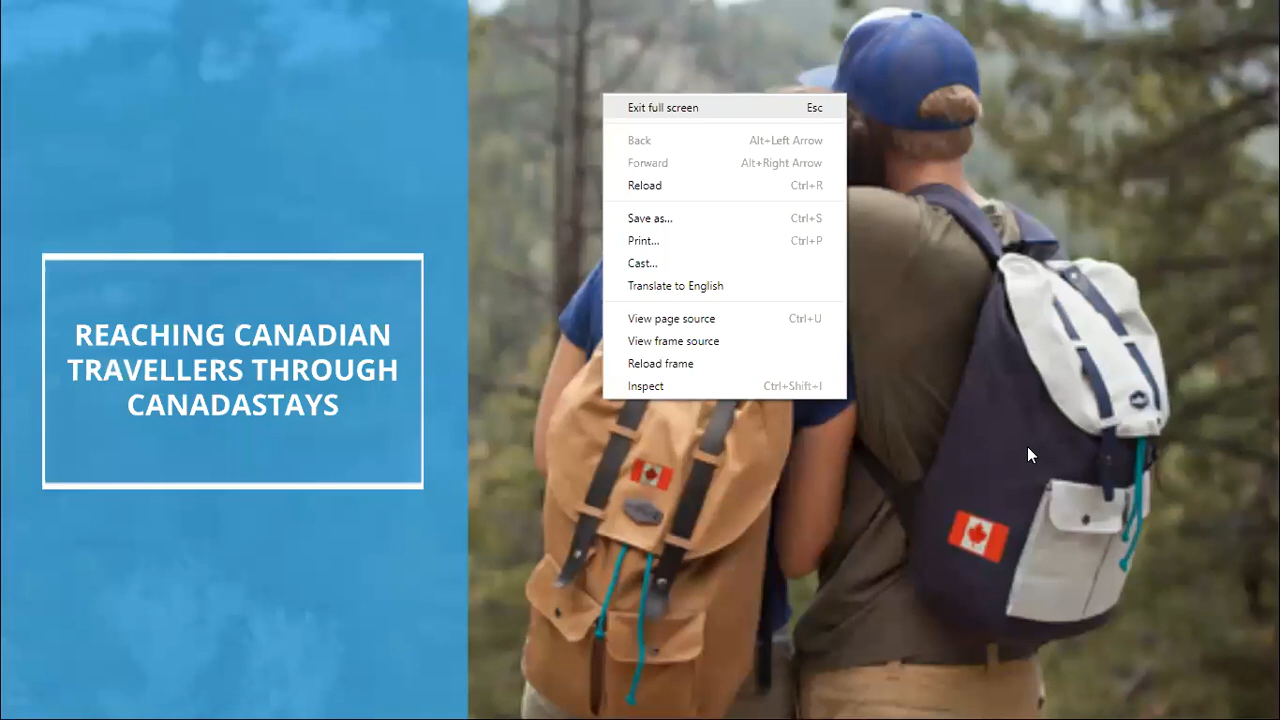 REACHING CANADIAN
TRAVELLERS THROUGH
CANADASTAYS
Exit full screen Esc
Back Alt+Left Arrow
Forward Alt+Right Arrow
Reload Ctrl+R
Save as... Ctrl+S
Print... Ctrl+P
Cast...
Translate to English
View page source Ctrl+U
View frame source
Reload frame
Inspect Ctrl+Shift+I